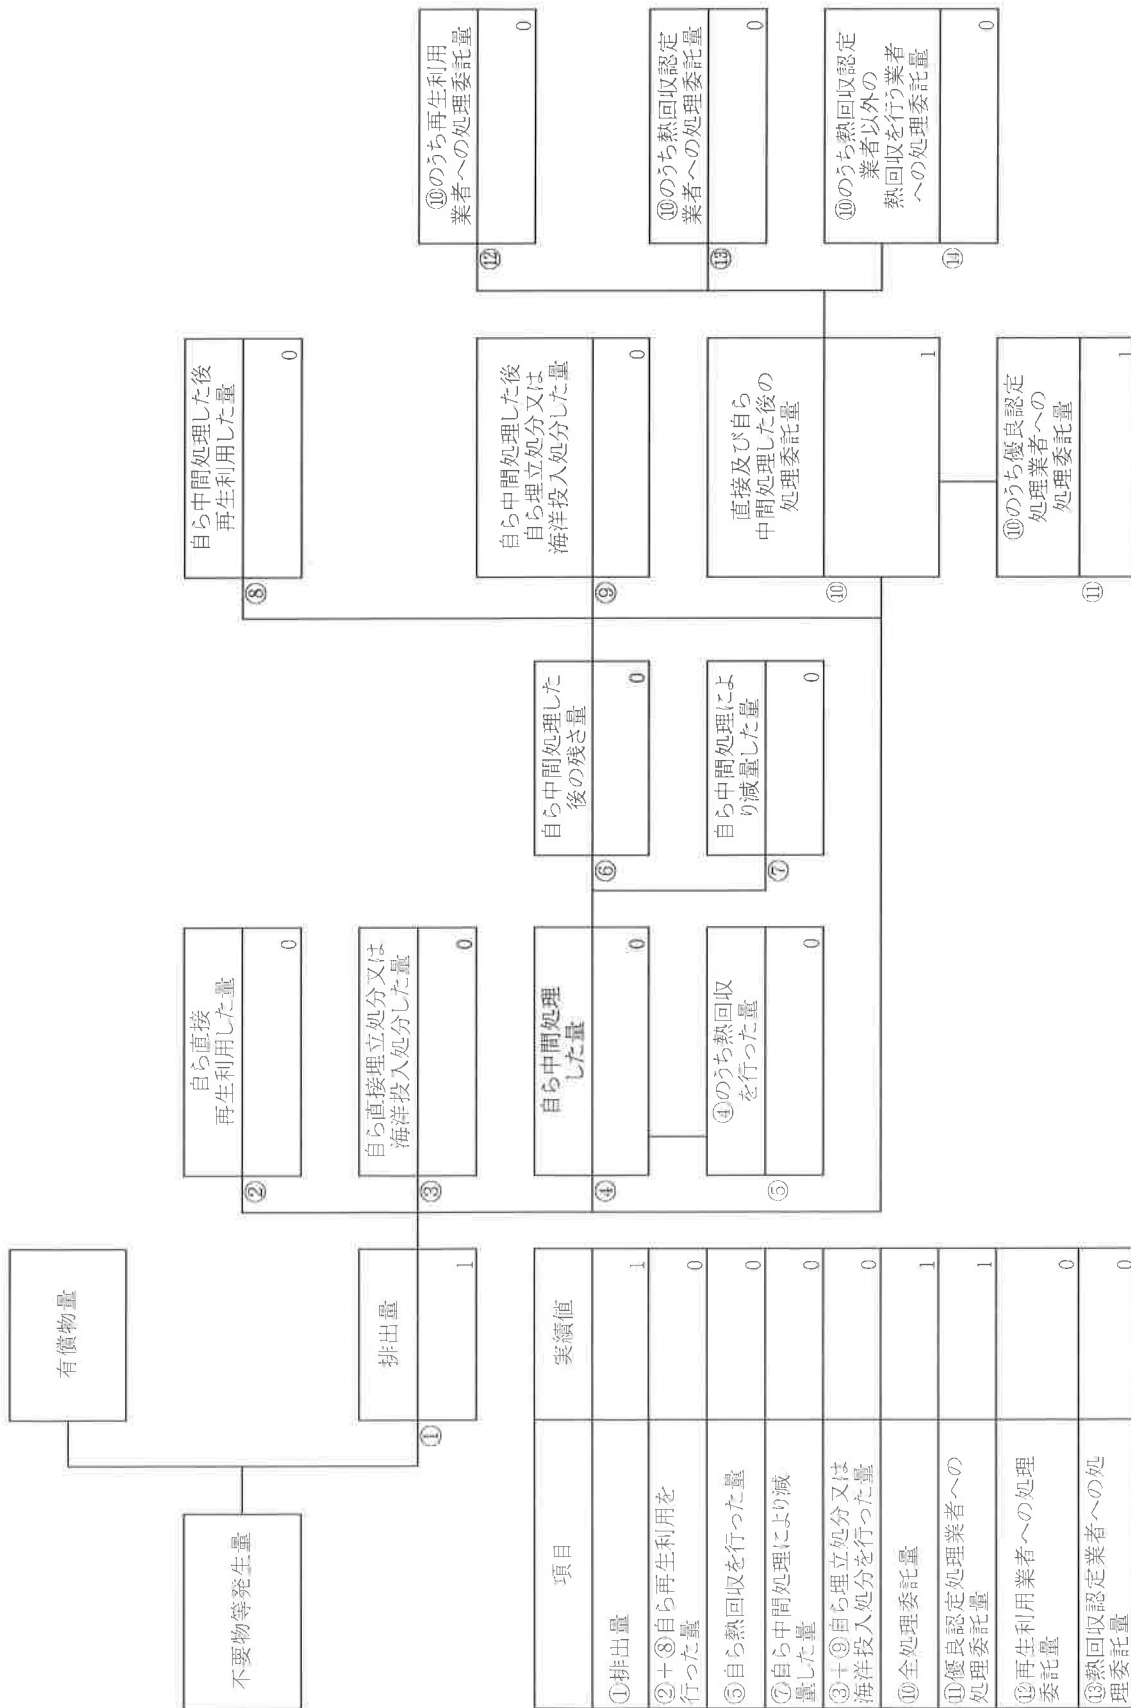 不要物等発生量
有償物量
排出量
①
1
自ら直接
再生利用した量
②
0
自ら直接埋立処分又は
海洋投入処分した量
③
0
自ら中間処理
した量
④
0
④のうち熱回収
を行った量
⑤
0
自ら中間処理した
後の残さ量
⑥
0
自ら中間処理によ
り減量した量
⑦
0
自ら中間処理した後
再生利用した量
⑧
0
自ら中間処理した後
自ら埋立処分又は
海洋投入処分した量
⑨
0
直接及び自ら
中間処理した後の
処理委託量
⑩
1
⑩のうち優良認定
処理業者への
処理委託量
⑪
1
⑩のうち再生利用
業者への処理委託量
⑫
0
⑩のうち熱回収認定
業者への処理委託量
⑬
0
⑩のうち熱回収認定
業者以外の
熱回収を行う業者
への処理委託量
⑭
0
項目 実績値
①排出量 1
②+⑧自ら再生利用を
行った量 0
⑤自ら熱回収を行った量 0
⑦自ら中間処理により減
量した量 0
③+⑨自ら埋立処分又は
海洋投入処分を行った量 0
⑩全処理委託量 1
⑪優良認定処理業者への
処理委託量 1
⑫再生利用業者への処理
委託量 0
⑬熱回収認定業者への処
理委託量 0